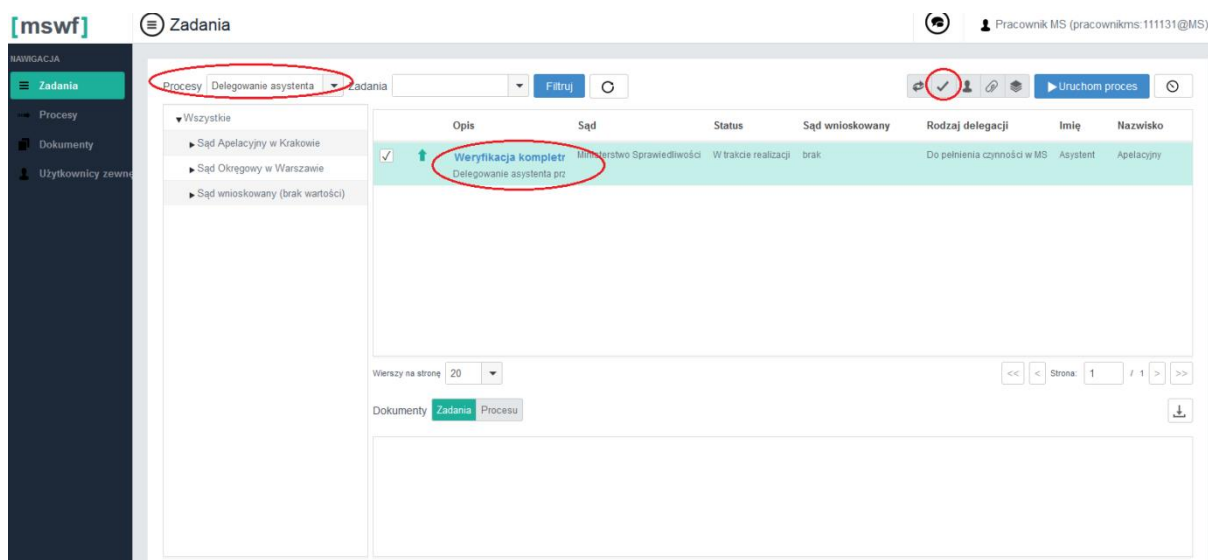 [mswf] Zadania Pracownik MS (pracownikms:111131@MS)
NAWIGACJA
Zadania
Procesy
Dokumenty
Użytkownicy zewnę
Procesy Delegowanie asystenta Zadania Filtruj Uruchom proces
Wszystkie
Sąd Apelacyjny w Krakowie
Sąd Okręgowy w Warszawie
Sąd wnioskowany (brak wartości)
Opis Sąd Status Sąd wnioskowany Rodzaj delegacji Imię Nazwisko
Weryfikacja kompletr Ministerstwo Sprawiedliwości W trakcie realizacji brak Do pełnienia czynności w MS Asystent Apelacyjny
Delegowanie asystenta prz
Wierszy na stronę 20 << < Strona: 1 / 1 > >>
Dokumenty Zadania Procesu